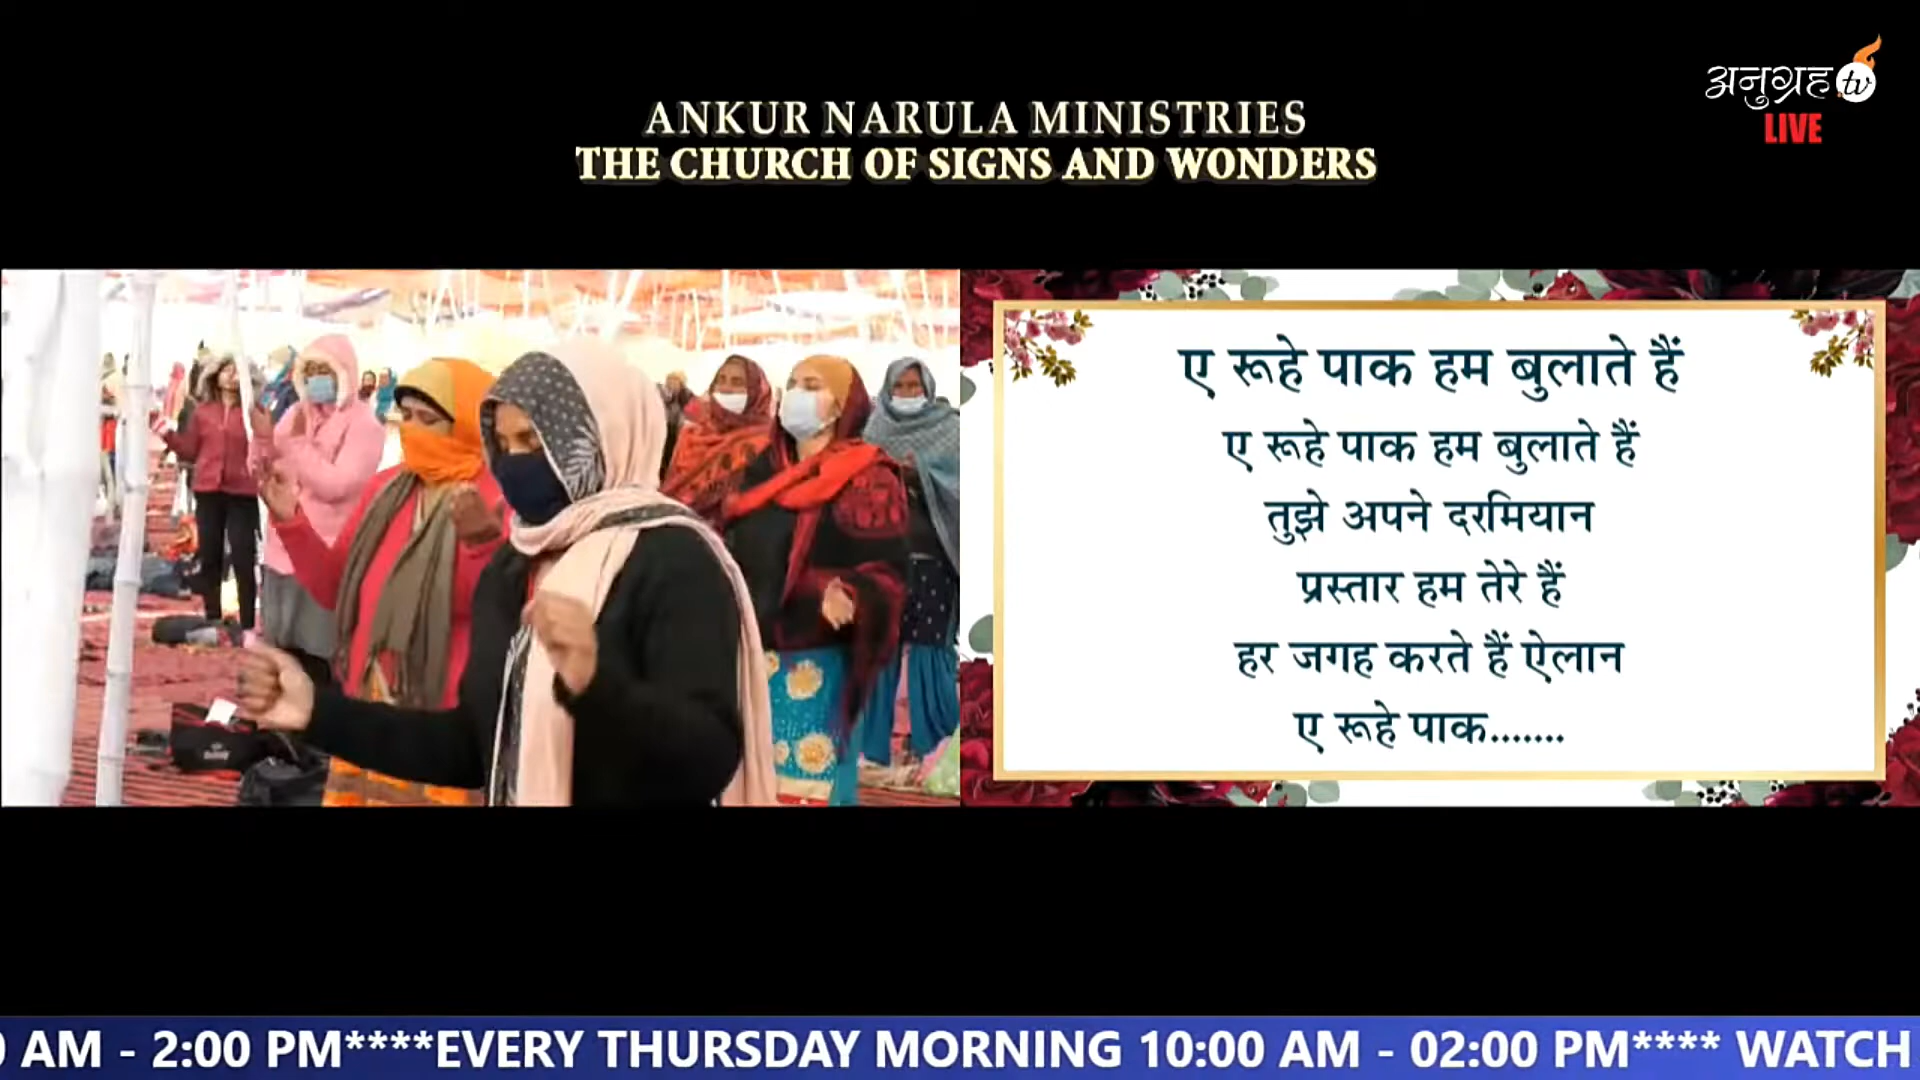 अनुग्रह tv
LIVE
ANKUR NARULA MINISTRIES
THE CHURCH OF SIGNS AND WONDERS
ए रूहे पाक हम बुलाते हैं
ए रूहे पाक हम बुलाते हैं
तुझे अपने दरमियान
प्रस्तार हम तेरे हैं
हर जगह करते हैं ऐलान
ए रूहे पाक.......
AM - 2:00 PM****EVERY THURSDAY MORNING 10:00 AM - 02:00 PM**** WATCH